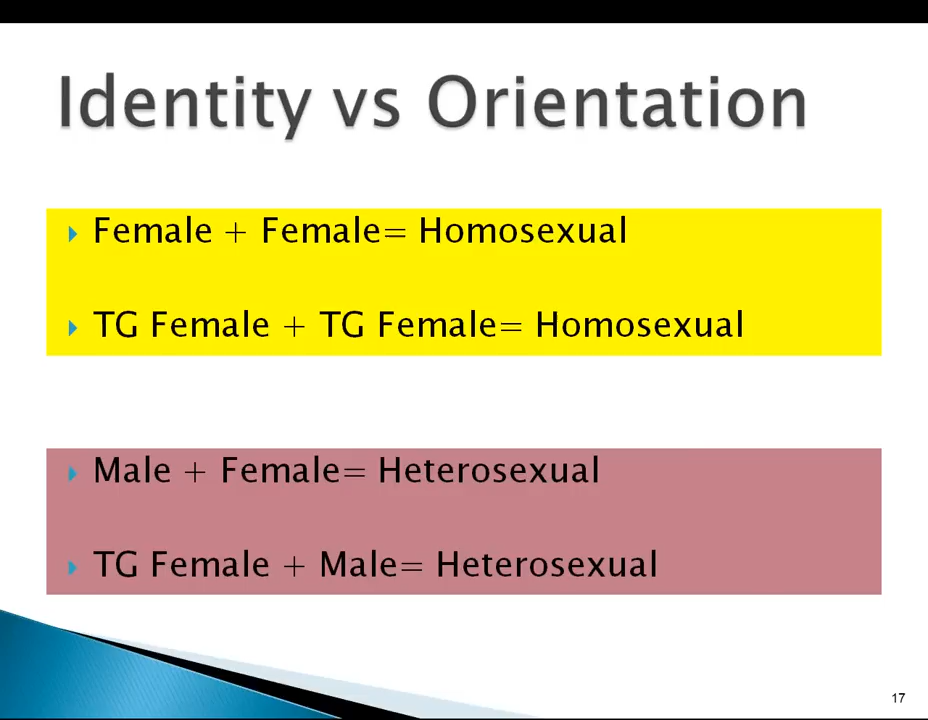 Identity vs Orientation
Female + Female= Homosexual
TG Female + TG Female= Homosexual
Male + Female= Heterosexual
TG Female + Male= Heterosexual
17